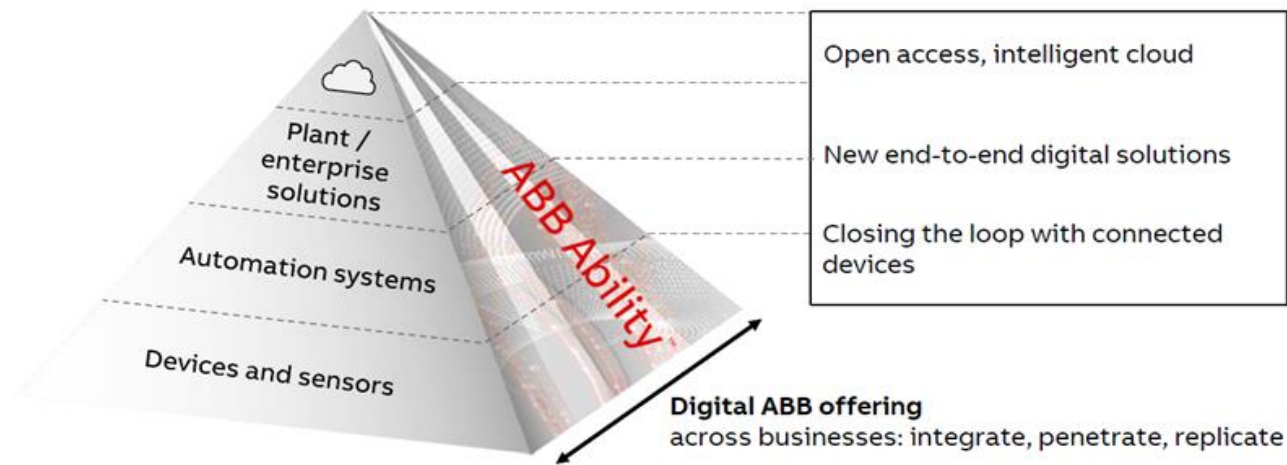 Plant /
enterprise
solutions
Automation systems
Devices and sensors
ABB Ability™
Open access, intelligent cloud
New end-to-end digital solutions
Closing the loop with connected
devices
Digital ABB offering
across businesses: integrate, penetrate, replicate